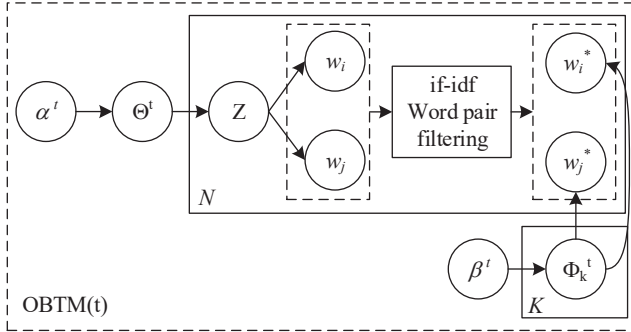 α^t
Θ^t
Z
w_i
w_j
if-idf
Word pair
filtering
w_i^*
w_j^*
N
β^t
Φ_k^t
K
OBTM(t)